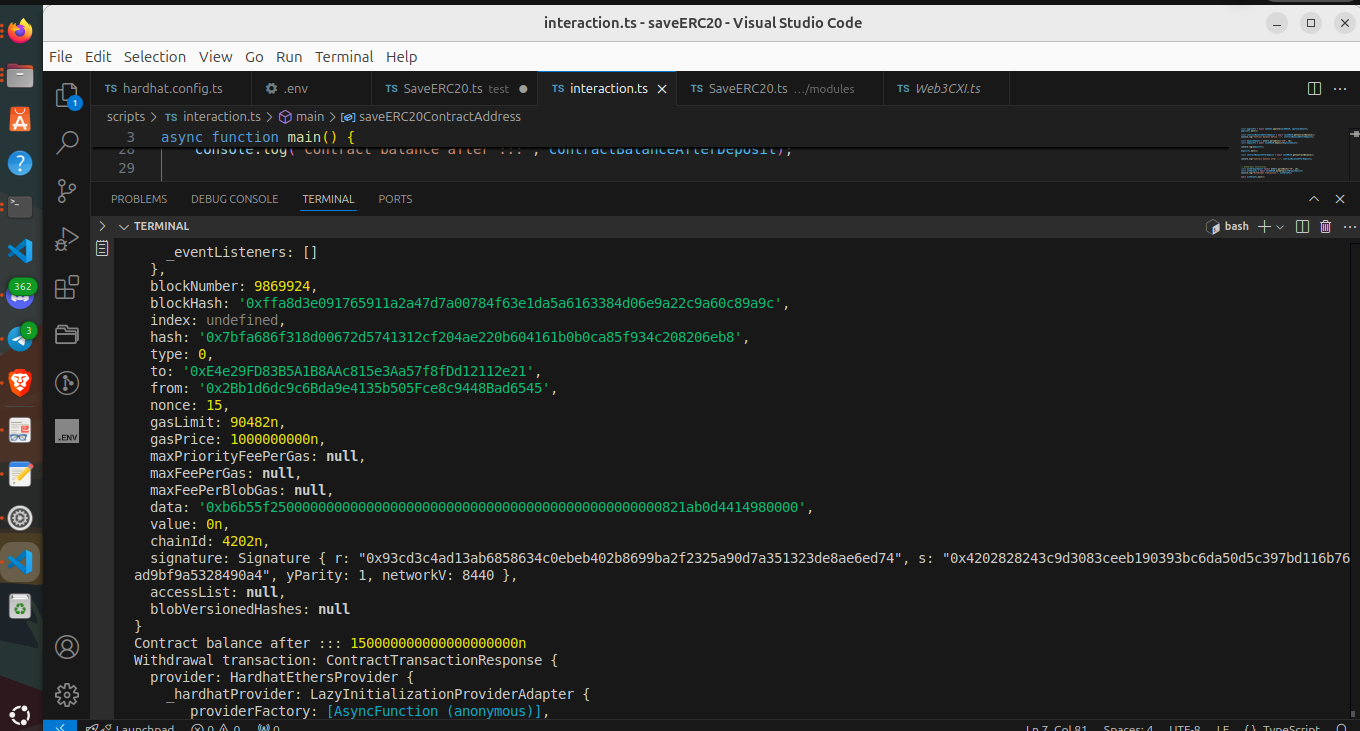 interaction.ts - saveERC20 - Visual Studio Code
File Edit Selection View Go Run Terminal Help
TS hardhat.config.ts .env TS SaveERC20.ts test TS interaction.ts TS SaveERC20.ts .../modules TS Web3CXI.ts
1
scripts > TS interaction.ts > main > saveERC20ContractAddress
3 async function main() {
28 console.log("Contract balance after :::", contractBalanceAfterDeposit);
29
PROBLEMS DEBUG CONSOLE TERMINAL PORTS
TERMINAL
bash
_eventListeners: []
},
blockNumber: 9869924,
blockHash: '0xffa8d3e091765911a2a47d7a00784f63e1da5a6163384d06e9a22c9a60c89a9c',
index: undefined,
hash: '0x7bfa686f318d00672d5741312cf204ae220b604161b0b0ca85f934c208206eb8',
type: 0,
to: '0xE4e29FD83B5A1B8AAc815e3Aa57f8fDd12112e21',
from: '0x2Bb1d6dc9c6Bda9e4135b505Fce8c9448Bad6545',
nonce: 15,
gasLimit: 90482n,
gasPrice: 1000000000n,
maxPriorityFeePerGas: null,
maxFeePerGas: null,
maxFeePerBlobGas: null,
data: '0xb6b55f250000000000000000000000000000000000000000000000821ab0d4414980000',
value: 0n,
chainId: 4202n,
signature: Signature { r: "0x93cd3c4ad13ab6858634c0ebeb402b8699ba2f2325a90d7a351323de8ae6ed74", s: "0x4202828243c9d3083ceeb190393bc6da50d5c397bd116b76
ad9bf9a5328490a4", yParity: 1, networkV: 8440 },
accessList: null,
blobVersionedHashes: null
}
Contract balance after ::: 150000000000000000000n
Withdrawal transaction: ContractTransactionResponse {
provider: HardhatEthersProvider {
_hardhatProvider: LazyInitializationProviderAdapter {
providerFactory: [AsyncFunction (anonymous)],
362
3
.ENV
Launchpad 0 0 0 Ln 7, Col 81 Spaces: 4 UTF-8 LF {} TypeScript